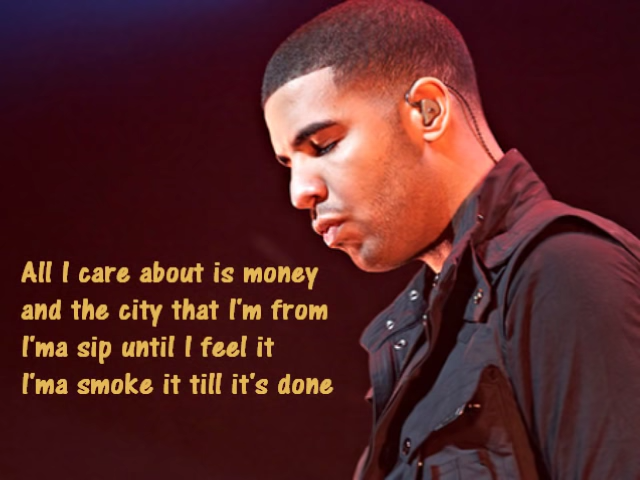 All I care about is money
and the city that I'm from
I'ma sip until I feel it
I'ma smoke it till it's done